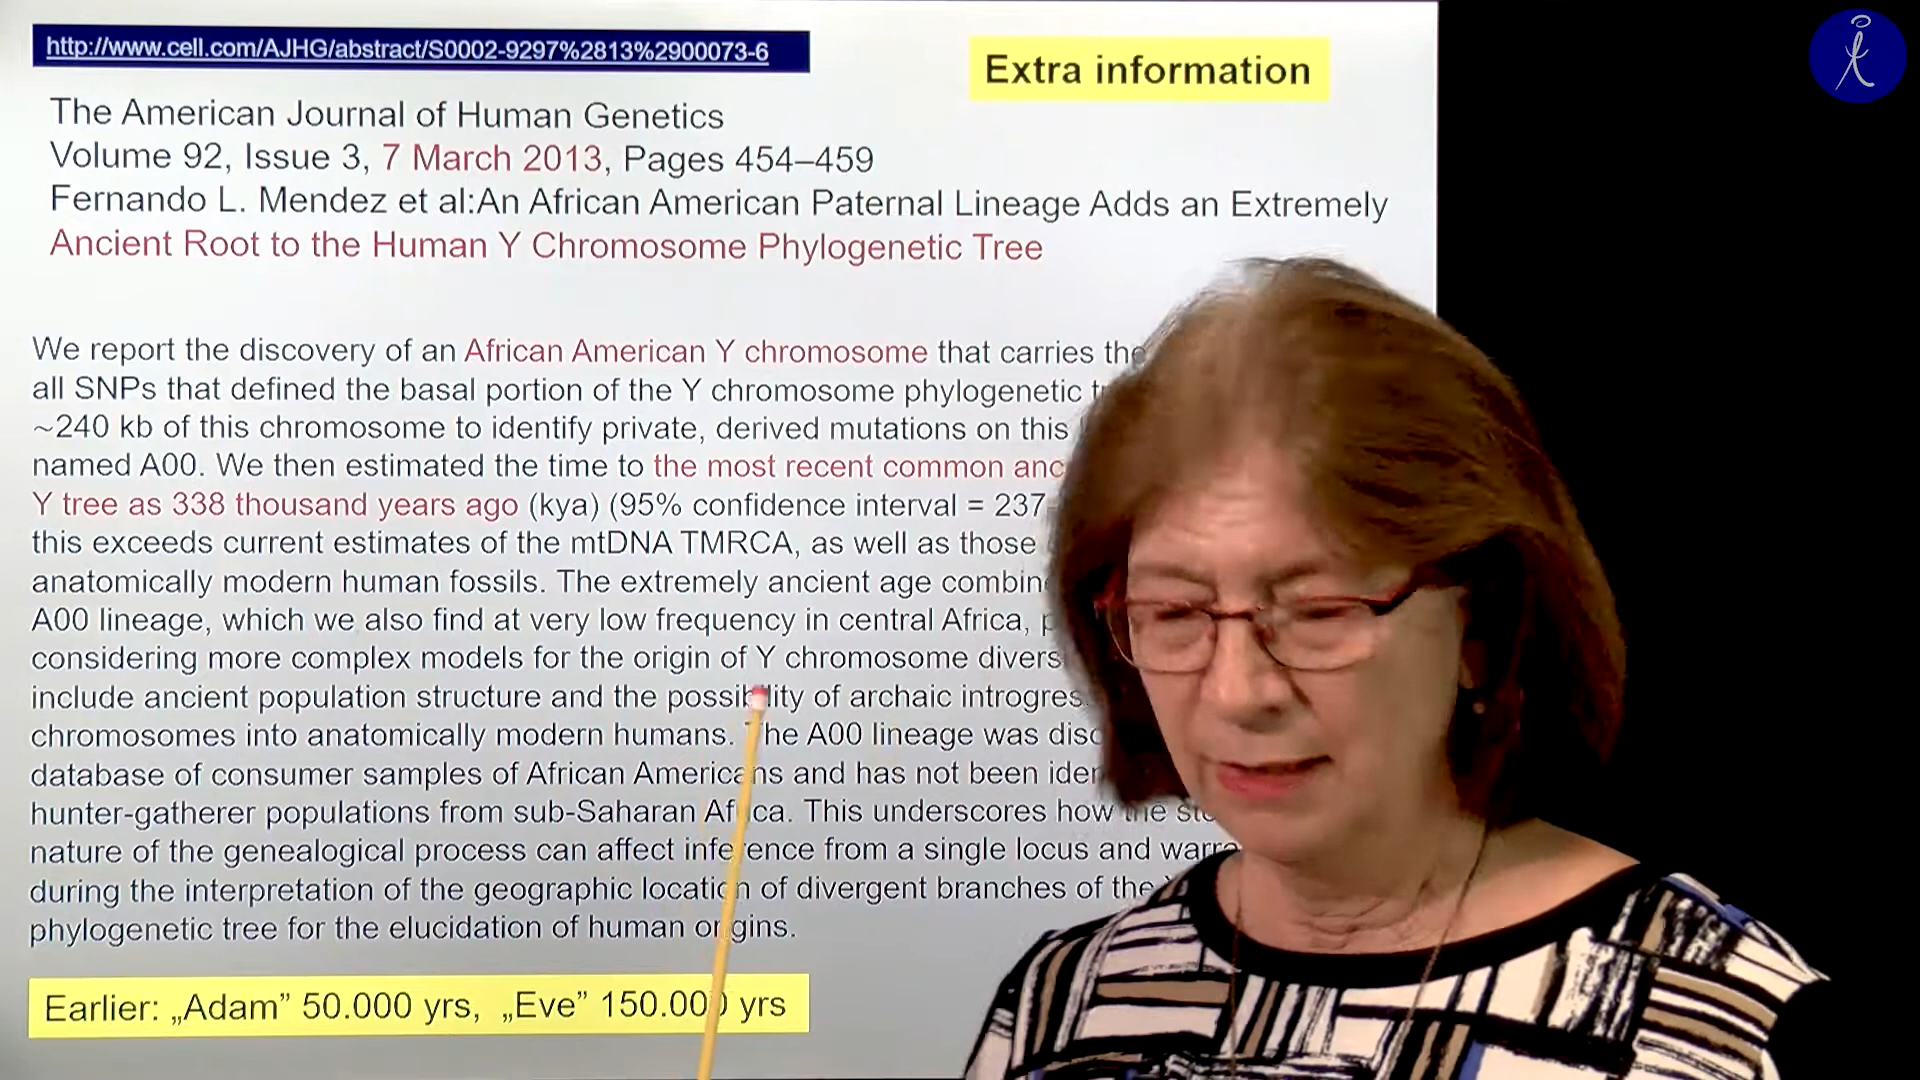 http://www.cell.com/AJHG/abstract/S0002-9297%2813%2900073-6
Extra information
The American Journal of Human Genetics
Volume 92, Issue 3, 7 March 2013, Pages 454–459
Fernando L. Mendez et al:An African American Paternal Lineage Adds an Extremely
Ancient Root to the Human Y Chromosome Phylogenetic Tree
We report the discovery of an African American Y chromosome that carries the
all SNPs that defined the basal portion of the Y chromosome phylogenetic
~240 kb of this chromosome to identify private, derived mutations on this
named A00. We then estimated the time to the most recent common
Y tree as 338 thousand years ago (kya) (95% confidence interval = 237
this exceeds current estimates of the mtDNA TMRCA, as well as those
anatomically modern human fossils. The extremely ancient age
A00 lineage, which we also find at very low frequency in central Africa,
considering more complex models for the origin of Y chromosome
include ancient population structure and the possibility of archaic
chromosomes into anatomically modern humans. The A00 lineage was
database of consumer samples of African Americans and has not been
hunter-gatherer populations from sub-Saharan Africa. This underscores how the
nature of the genealogical process can affect inference from a single locus and
during the interpretation of the geographic location of divergent branches of the
phylogenetic tree for the elucidation of human origins.
Earlier: „Adam” 50.000 yrs, „Eve” 150.000 yrs